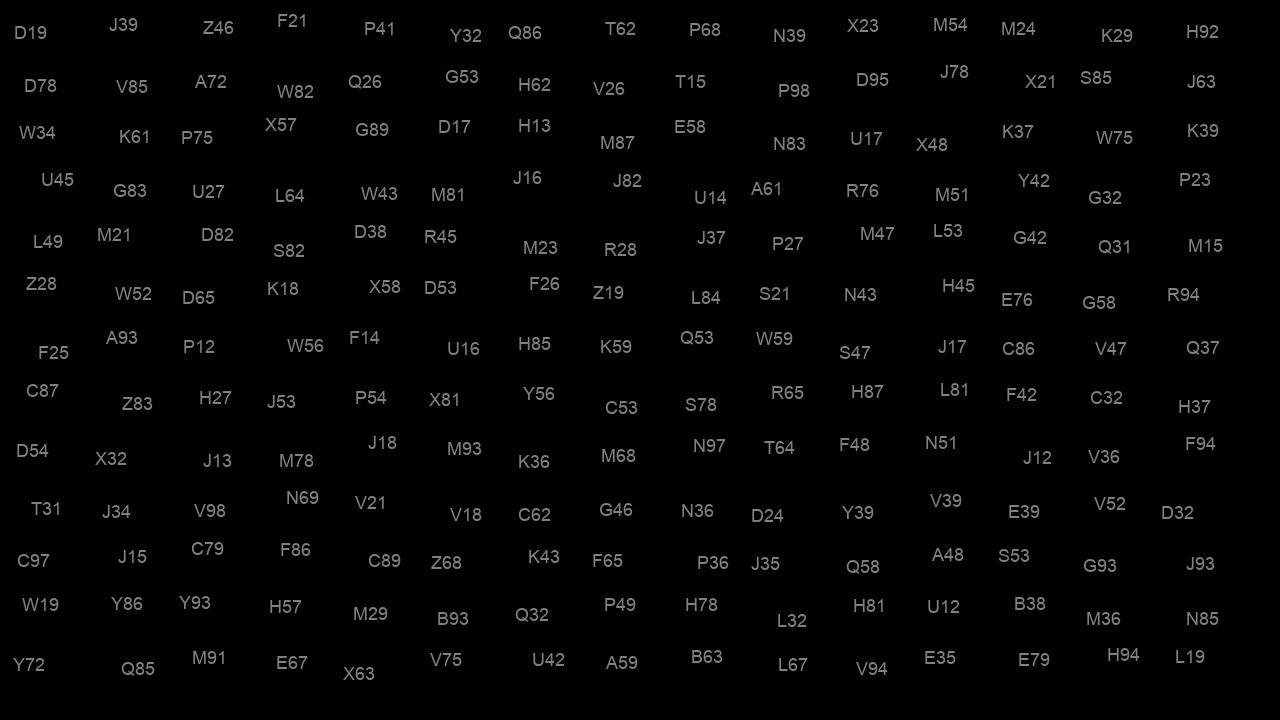 D19 J39 Z46 F21 P41 Y32 Q86 T62 P68 N39 X23 M54 M24 K29 H92
D78 V85 A72 W82 Q26 G53 H62 V26 T15 P98 D95 J78 X21 S85 J63
W34 K61 P75 X57 G89 D17 H13 M87 E58 N83 U17 X48 K37 W75 K39
U45 G83 U27 L64 W43 M81 J16 J82 U14 A61 R76 M51 Y42 G32 P23
L49 M21 D82 S82 D38 R45 M23 R28 J37 P27 M47 L53 G42 Q31 M15
Z28 W52 D65 K18 X58 D53 F26 Z19 L84 S21 N43 H45 E76 G58 R94
F25 A93 P12 W56 F14 U16 H85 K59 Q53 W59 S47 J17 C86 V47 Q37
C87 Z83 H27 J53 P54 X81 Y56 C53 S78 R65 H87 L81 F42 C32 H37
D54 X32 J13 M78 J18 M93 K36 M68 N97 T64 F48 N51 J12 V36 F94
T31 J34 V98 N69 V21 V18 C62 G46 N36 D24 Y39 V39 E39 V52 D32
C97 J15 C79 F86 C89 Z68 K43 F65 P36 J35 Q58 A48 S53 G93 J93
W19 Y86 Y93 H57 M29 B93 Q32 P49 H78 L32 H81 U12 B38 M36 N85
Y72 Q85 M91 E67 X63 V75 U42 A59 B63 L67 V94 E35 E79 H94 L19